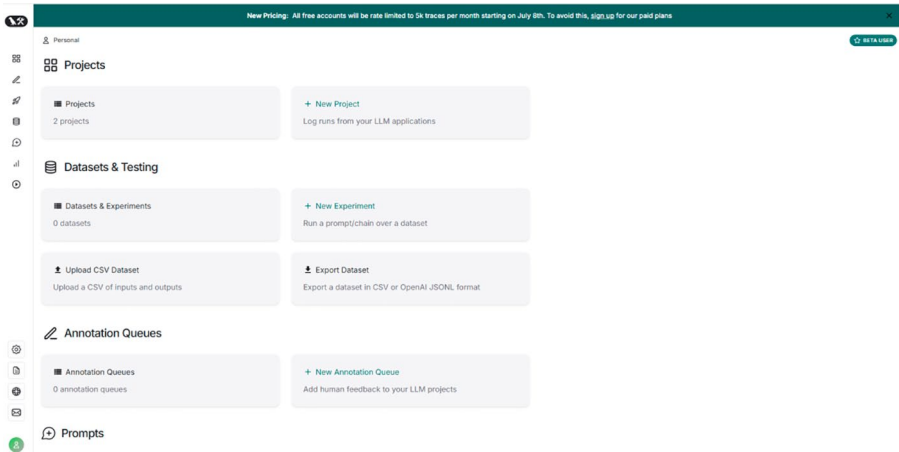 New Pricing: All free accounts will be rate limited to 5k traces per month starting on July 8th. To avoid this, sign up for our paid plans
Personal
BETA USER
Projects
Projects
2 projects
+ New Project
Log runs from your LLM applications
Datasets & Testing
Datasets & Experiments
0 datasets
+ New Experiment
Run a prompt/chain over a dataset
Upload CSV Dataset
Upload a CSV of inputs and outputs
Export Dataset
Export a dataset in CSV or OpenAI JSONL format
Annotation Queues
Annotation Queues
0 annotation queues
+ New Annotation Queue
Add human feedback to your LLM projects
Prompts